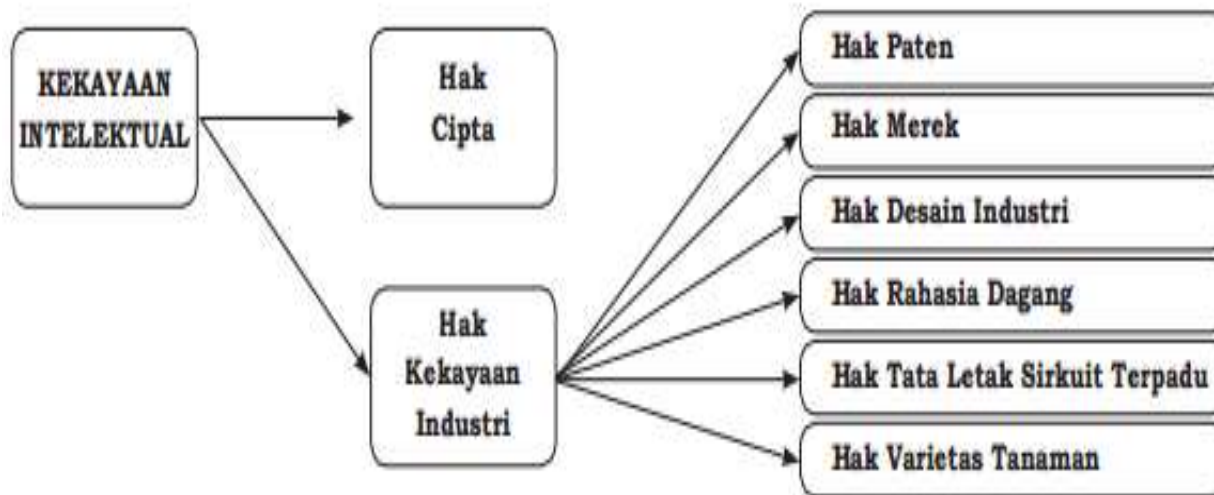 KEKAYAAN
INTELEKTUAL
Hak
Cipta
Hak
Kekayaan
Industri
Hak Paten
Hak Merek
Hak Desain Industri
Hak Rahasia Dagang
Hak Tata Letak Sirkuit Terpadu
Hak Varietas Tanaman